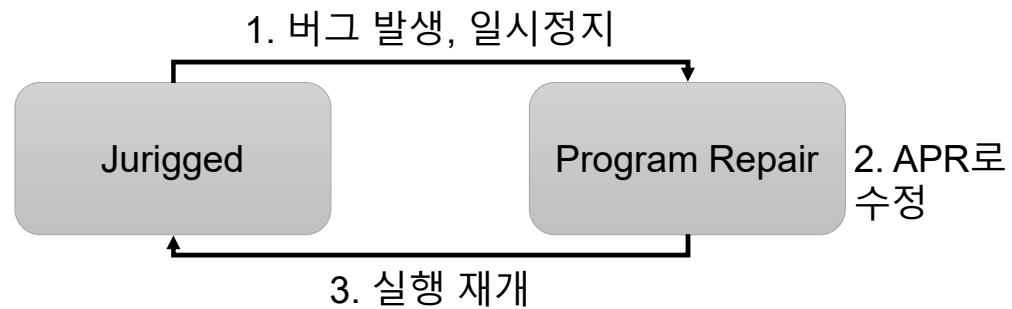 1. 버그 발생, 일시정지
Jurigged
Program Repair
2. APR로
수정
3. 실행 재개